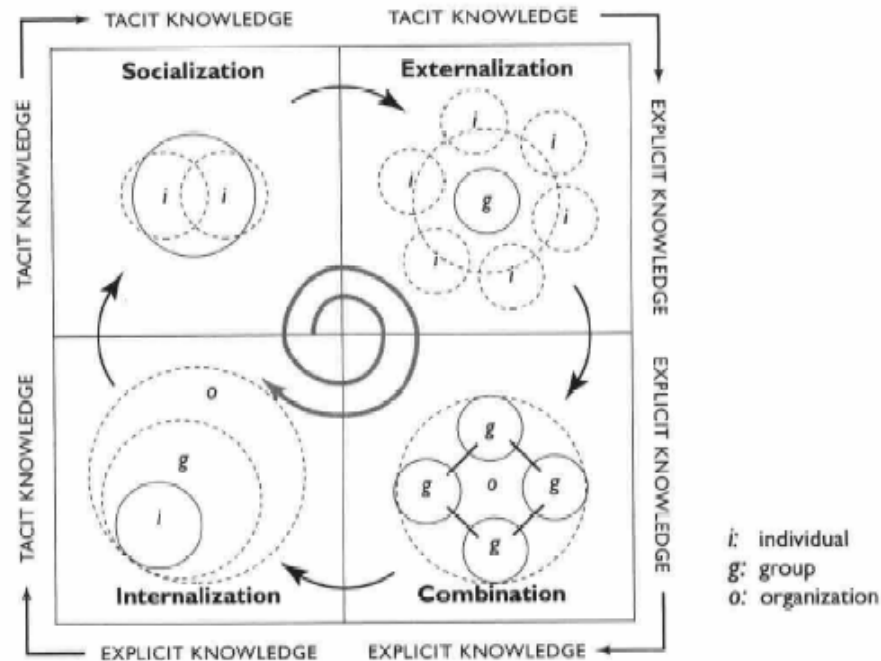 TACIT KNOWLEDGE
TACIT KNOWLEDGE
Socialization
Externalization
TACIT KNOWLEDGE
EXPLICIT KNOWLEDGE
i
i
i
i
i
i
i
i
g
TACIT KNOWLEDGE
EXPLICIT KNOWLEDGE
o
g
i
g
g
o
g
g
i: individual
g: group
o: organization
Internalization
Combination
EXPLICIT KNOWLEDGE
EXPLICIT KNOWLEDGE